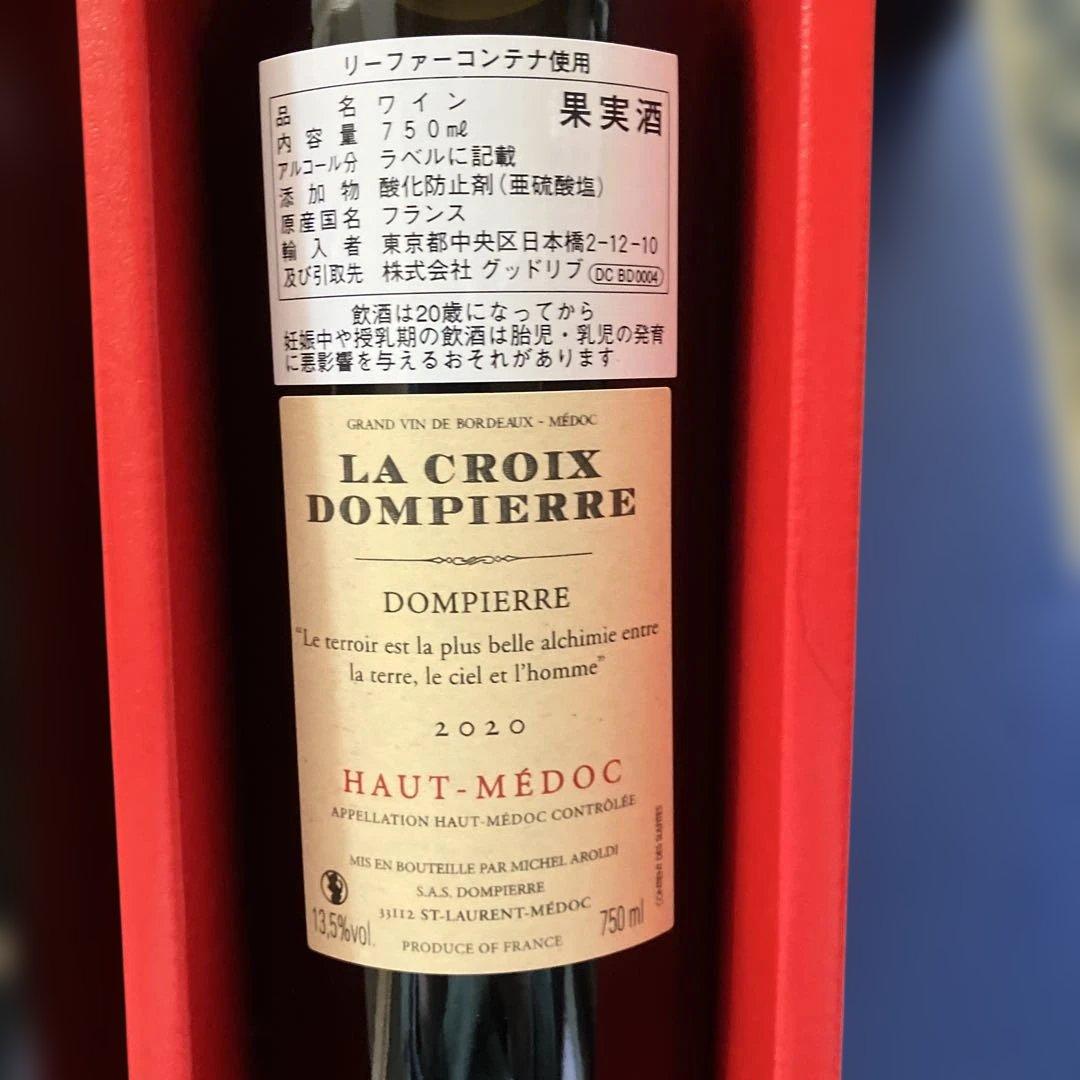 リーファーコンテナ使用
果実酒
品名 ワイン
内容量 750㎖
アルコール分 ラベルに記載
添加物 酸化防止剤(亜硫酸塩)
原産国名 フランス
輸入者 東京都中央区日本橋2-12-10
及び引取先 株式会社 グッドリブ DC BD0004
飲酒は20歳になってから
妊娠中や授乳期の飲酒は胎児・乳児の発育
に悪影響を与えるおそれがあります
GRAND VIN DE BORDEAUX - MÉDOC
LA CROIX
DOMPIERRE
DOMPIERRE
“Le terroir est la plus belle alchimie entre
la terre, le ciel et l’homme”
2020
HAUT-MÉDOC
APPELLATION HAUT-MÉDOC CONTRÔLÉE
MIS EN BOUTEILLE PAR MICHEL AROLDI
S.A.S. DOMPIERRE
33112 ST-LAURENT-MÉDOC
13,5%vol.
750 ml
PRODUCE OF FRANCE
CONTIENT DES SULFITES